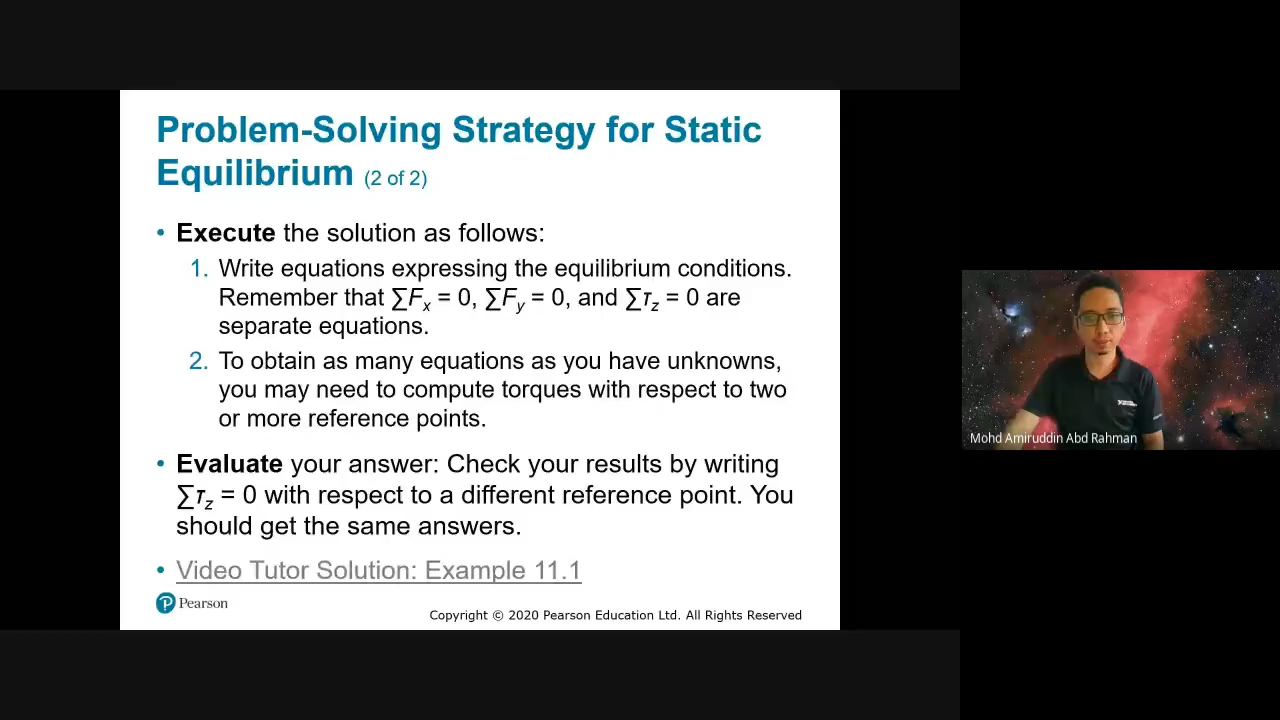 Problem-Solving Strategy for Static
Equilibrium (2 of 2)
• Execute the solution as follows:
1. Write equations expressing the equilibrium conditions.
Remember that ∑Fx = 0, ∑Fy = 0, and ∑τz = 0 are
separate equations.
2. To obtain as many equations as you have unknowns,
you may need to compute torques with respect to two
or more reference points.
• Evaluate your answer: Check your results by writing
∑τz = 0 with respect to a different reference point. You
should get the same answers.
• Video Tutor Solution: Example 11.1
P Pearson
Copyright © 2020 Pearson Education Ltd. All Rights Reserved
Mohd Amiruddin Abd Rahman